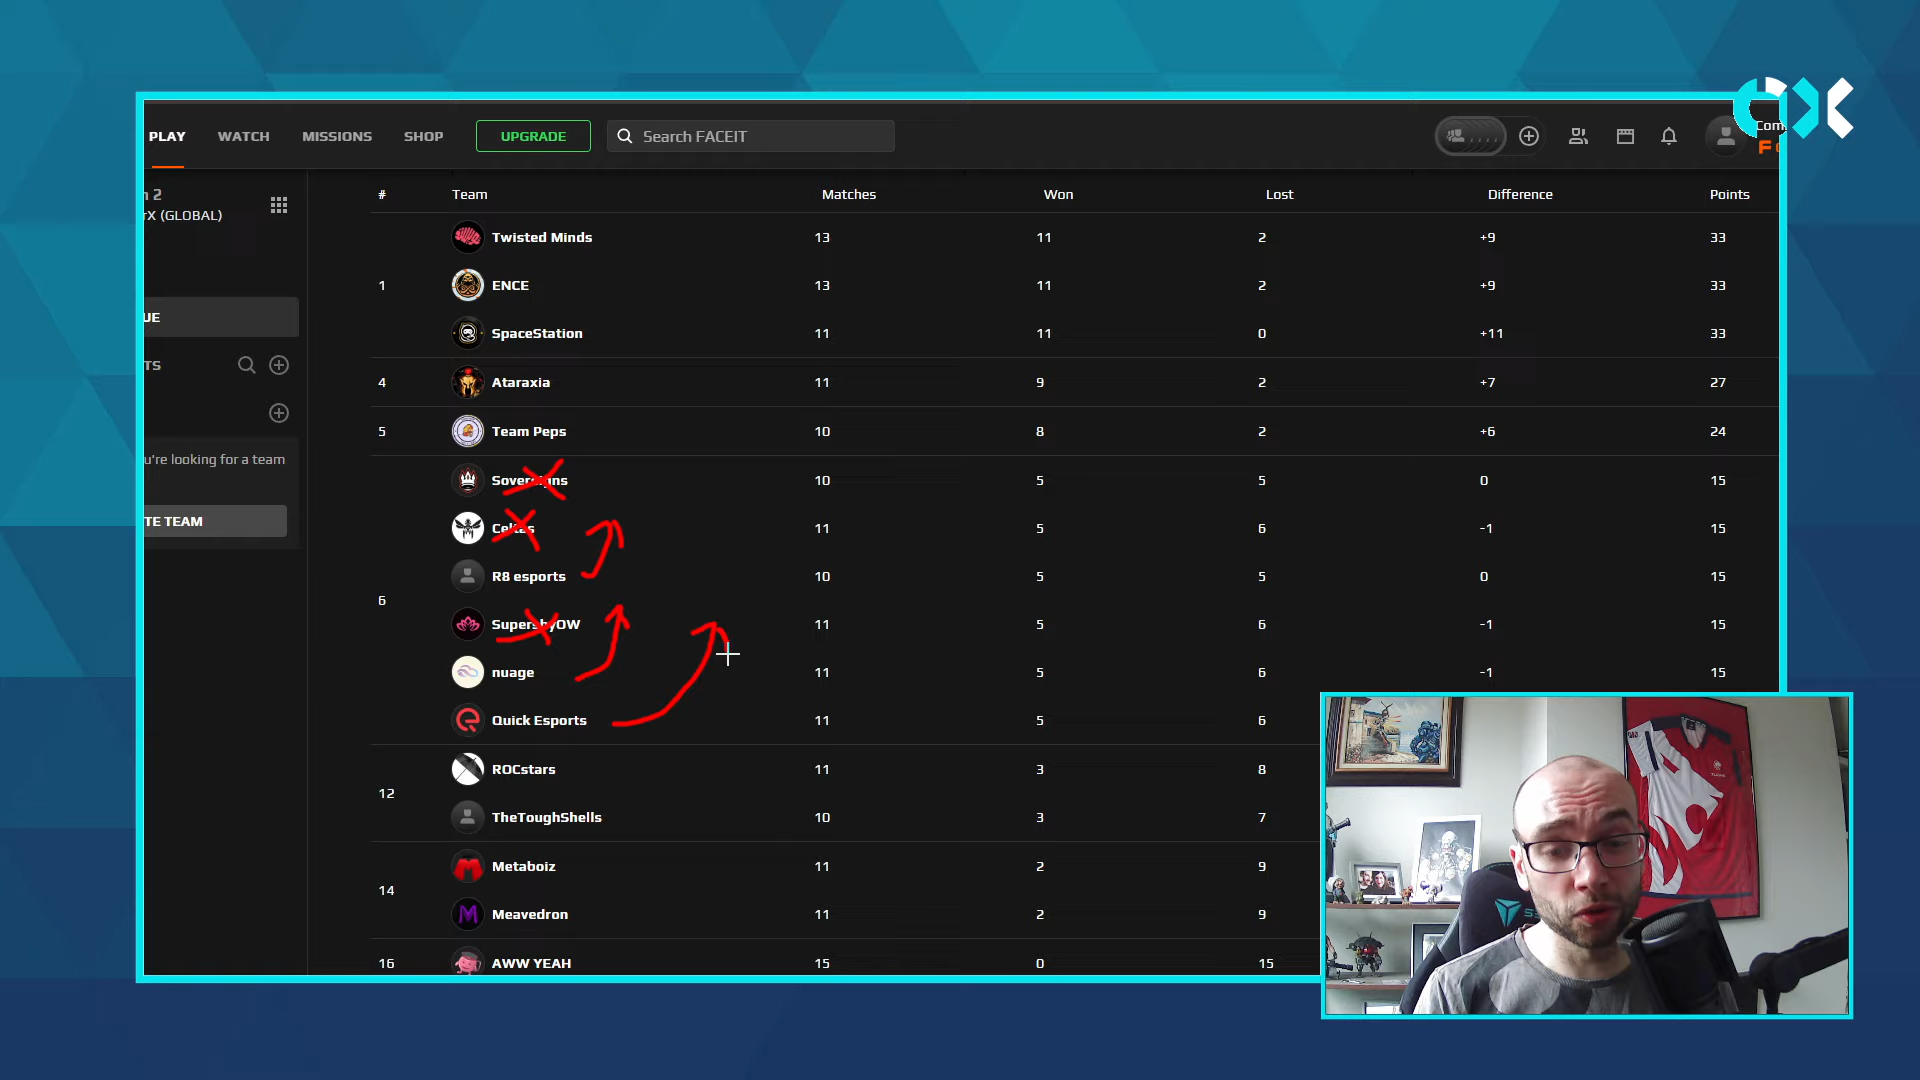 PLAY WATCH MISSIONS SHOP UPGRADE Search FACEIT
# Team Matches Won Lost Difference Points
rX (GLOBAL)
Twisted Minds 13 11 2 +9 33
1 ENCE 13 11 2 +9 33
UE
SpaceStation 11 11 0 +11 33
TS
4 Ataraxia 11 9 2 +7 27
5 Team Peps 10 8 2 +6 24
u're looking for a team
Sovereigns 10 5 5 0 15
TE TEAM
Celtas 11 5 6 -1 15
R8 esports 10 5 5 0 15
6
SupershyOW 11 5 6 -1 15
nuage 11 5 6 -1 15
Quick Esports 11 5 6
ROCstars 11 3 8
12
TheToughShells 10 3 7
Metaboiz 11 2 9
14
Meavedron 11 2 9
16 AWW YEAH 15 0 15